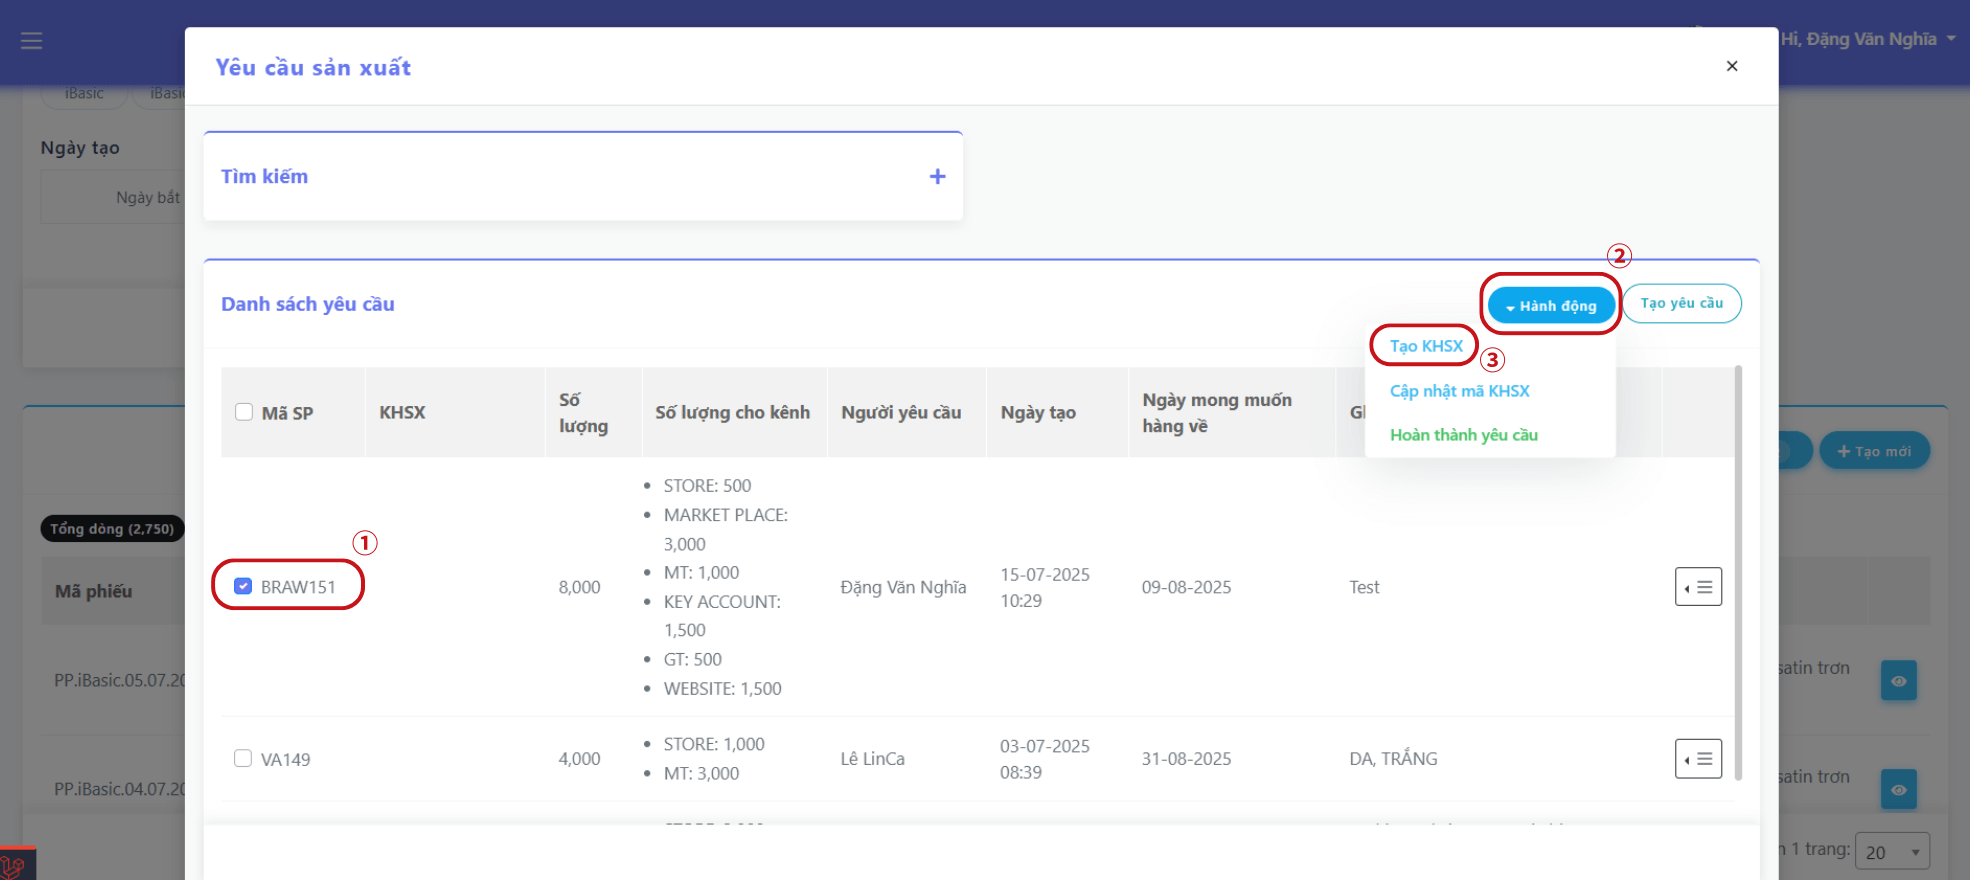 Hi, Đặng Văn Nghĩa
Yêu cầu sản xuất
×
iBasic
Ngày tạo
Ngày bắt
Tìm kiếm
+
②
Danh sách yêu cầu
Hành động
Tạo yêu cầu
Tạo KHSX
③
Cập nhật mã KHSX
Hoàn thành yêu cầu
Mã SP
KHSX
Số lượng
Số lượng cho kênh
Người yêu cầu
Ngày tạo
Ngày mong muốn hàng về
+ Tạo mới
Tổng dòng (2,750)
Mã phiếu
①
BRAW151
8,000
STORE: 500
MARKET PLACE: 3,000
MT: 1,000
KEY ACCOUNT: 1,500
GT: 500
WEBSITE: 1,500
Đặng Văn Nghĩa
15-07-2025 10:29
09-08-2025
Test
PP.iBasic.05.07.20
satin trơn
VA149
4,000
STORE: 1,000
MT: 3,000
Lê LinCa
03-07-2025 08:39
31-08-2025
DA, TRẮNG
PP.iBasic.04.07.20
satin trơn
1 trang: 20